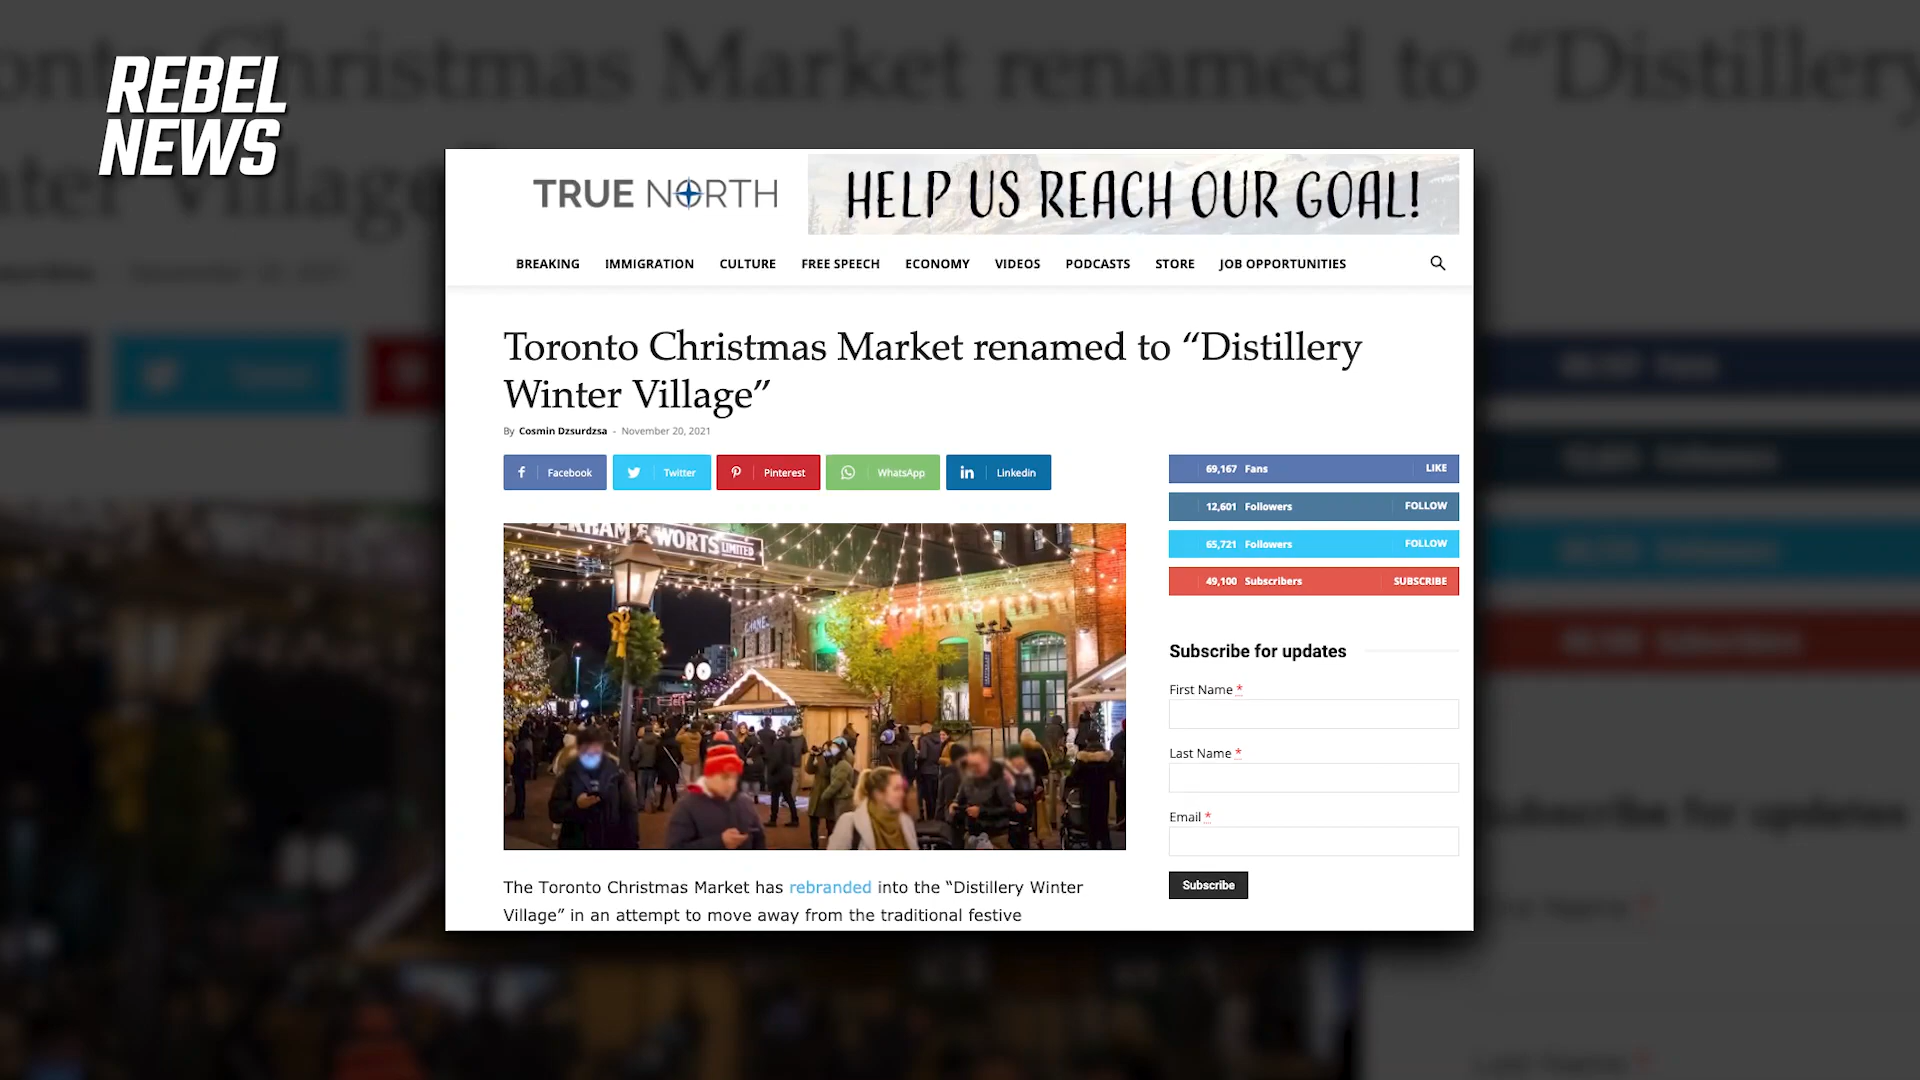 REBEL
NEWS
TRUE NORTH
HELP US REACH OUR GOAL!
BREAKING IMMIGRATION CULTURE FREE SPEECH ECONOMY VIDEOS PODCASTS STORE JOB OPPORTUNITIES
Toronto Christmas Market renamed to “Distillery
Winter Village”
By Cosmin Dzsurdzsa - November 20, 2021
Facebook Twitter Pinterest WhatsApp Linkedin
69,167 Fans LIKE
12,601 Followers FOLLOW
65,721 Followers FOLLOW
49,100 Subscribers SUBSCRIBE
WORTS LIMITED
Subscribe for updates
First Name *
Last Name *
Email *
Subscribe
The Toronto Christmas Market has rebranded into the “Distillery Winter
Village” in an attempt to move away from the traditional festive